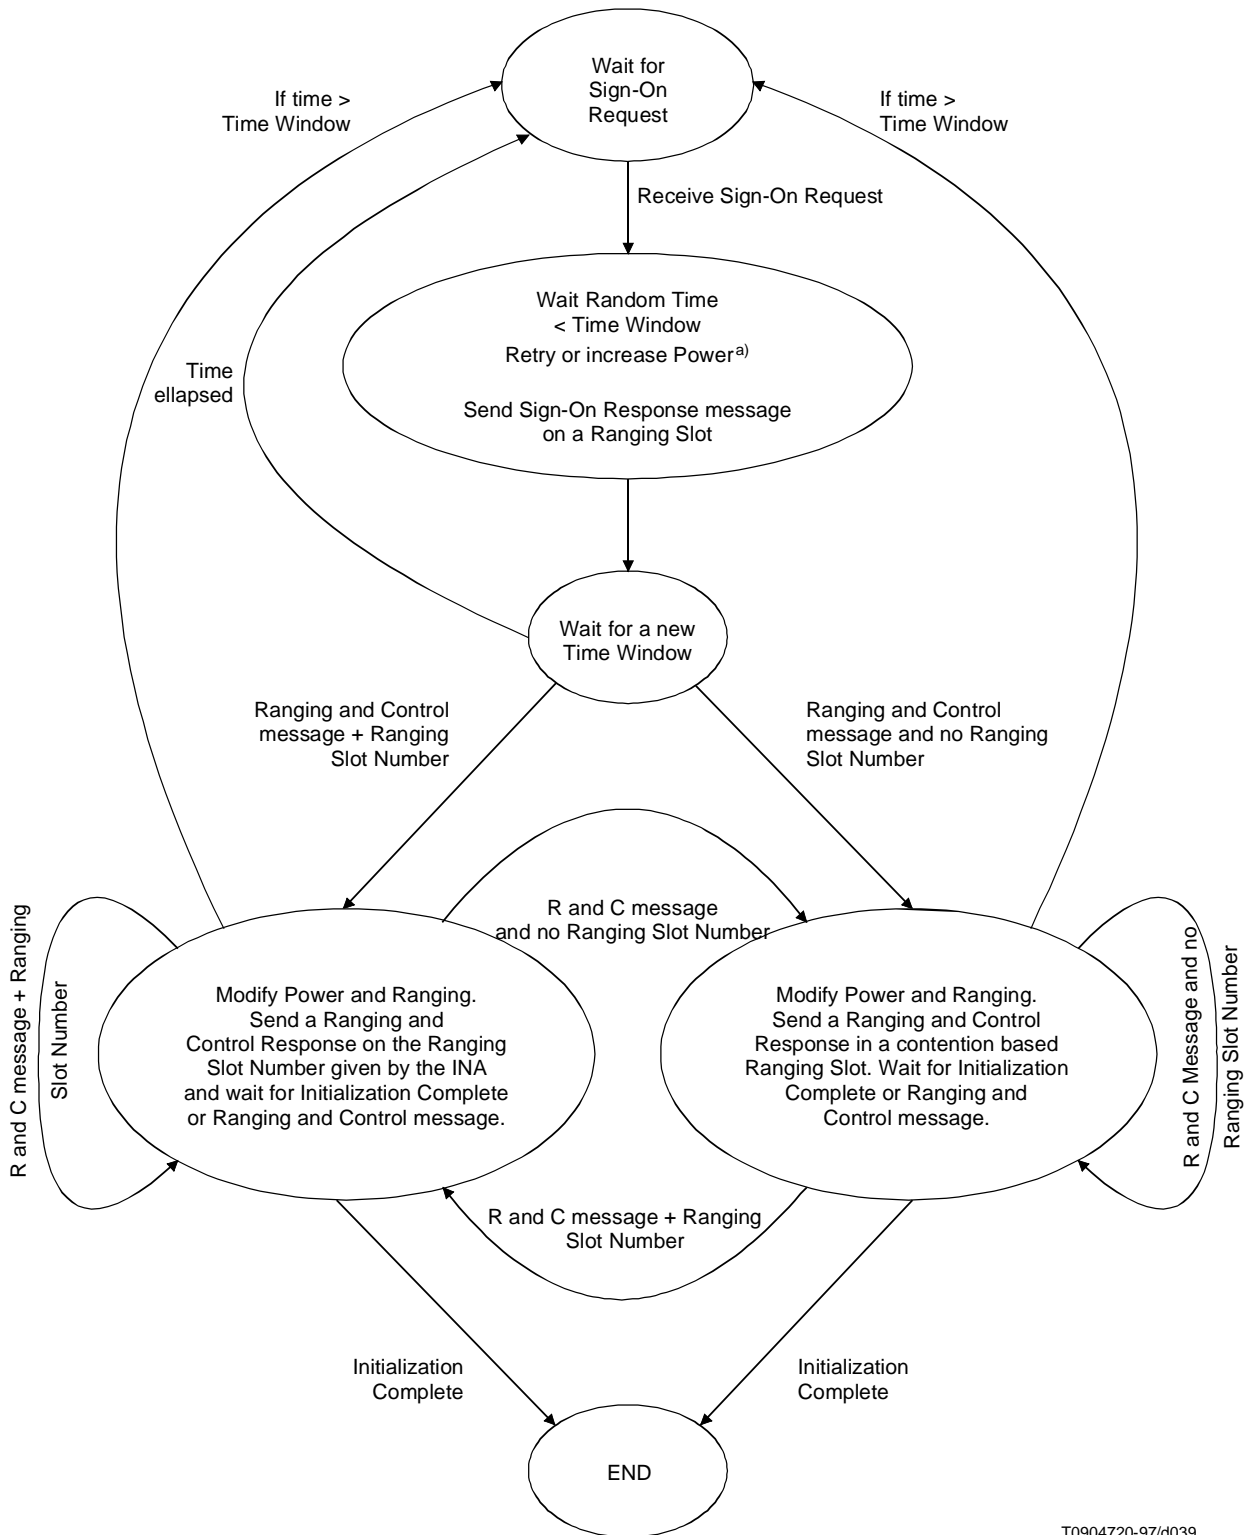 Wait for
Sign-On
Request
If time >
Time Window
If time >
Time Window
Receive Sign-On Request
Wait Random Time
< Time Window
Retry or increase Power a)
Send Sign-On Response message
on a Ranging Slot
Time
ellapsed
Wait for a new
Time Window
Ranging and Control
message + Ranging
Slot Number
Ranging and Control
message and no Ranging
Slot Number
R and C message
and no Ranging Slot Number
R and C message + Ranging
Slot Number
Modify Power and Ranging.
Send a Ranging and
Control Response on the Ranging
Slot Number given by the INA
and wait for Initialization Complete
or Ranging and Control message.
Modify Power and Ranging.
Send a Ranging and Control
Response in a contention based
Ranging Slot. Wait for Initialization
Complete or Ranging and
Control message.
R and C Message and no
Ranging Slot Number
R and C message + Ranging
Slot Number
Initialization
Complete
Initialization
Complete
END
T0904720-97/d039